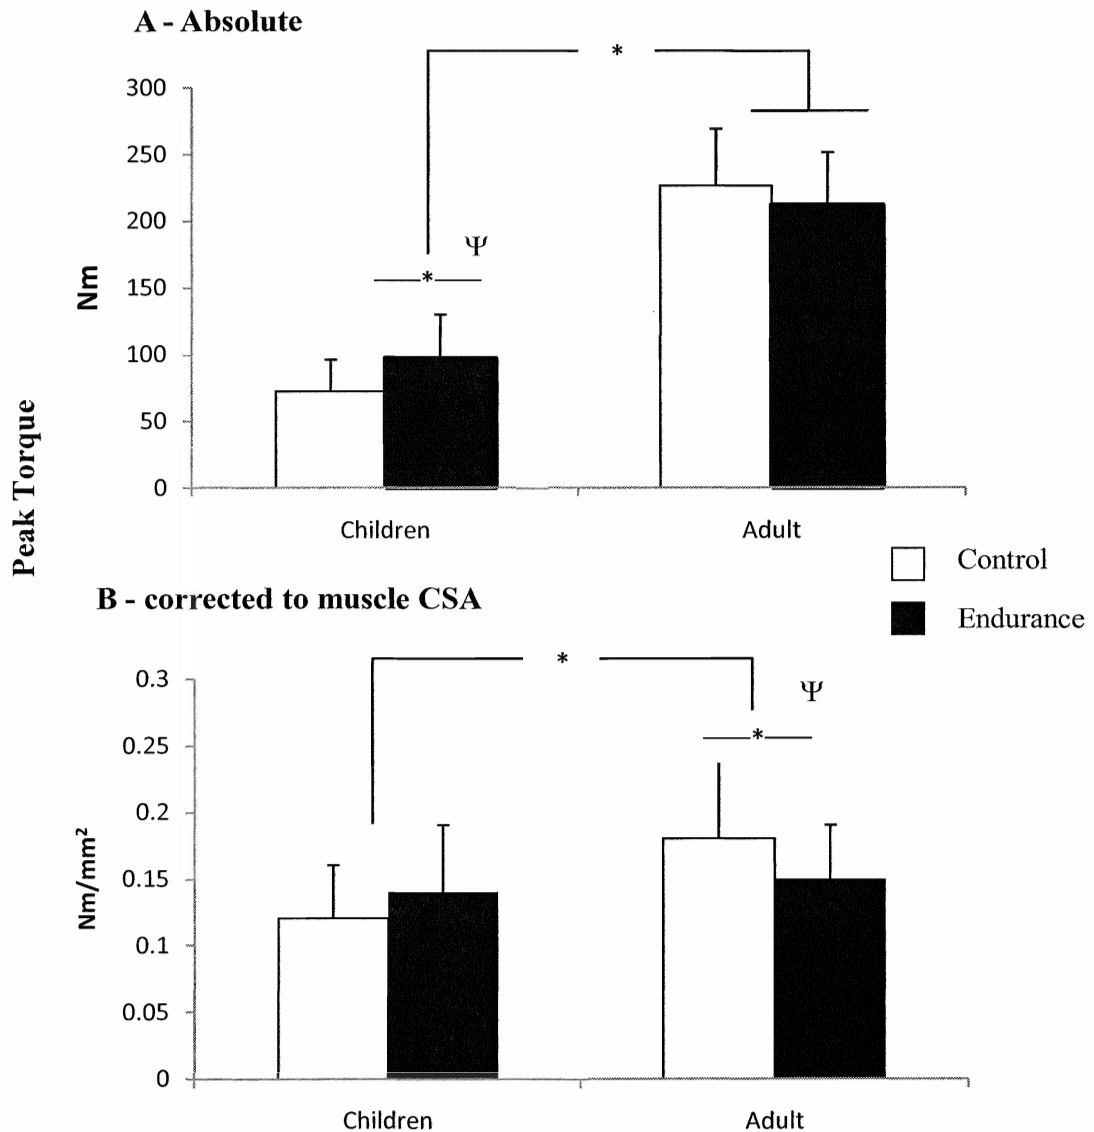 A - Absolute
*
300
250
200
150
100
50
0
Nm
Ψ
*
Children
Adult
Peak Torque
Control
Endurance
B - corrected to muscle CSA
*
0.3
0.25
0.2
0.15
0.1
0.05
0
Nm/mm²
Ψ
*
Children
Adult